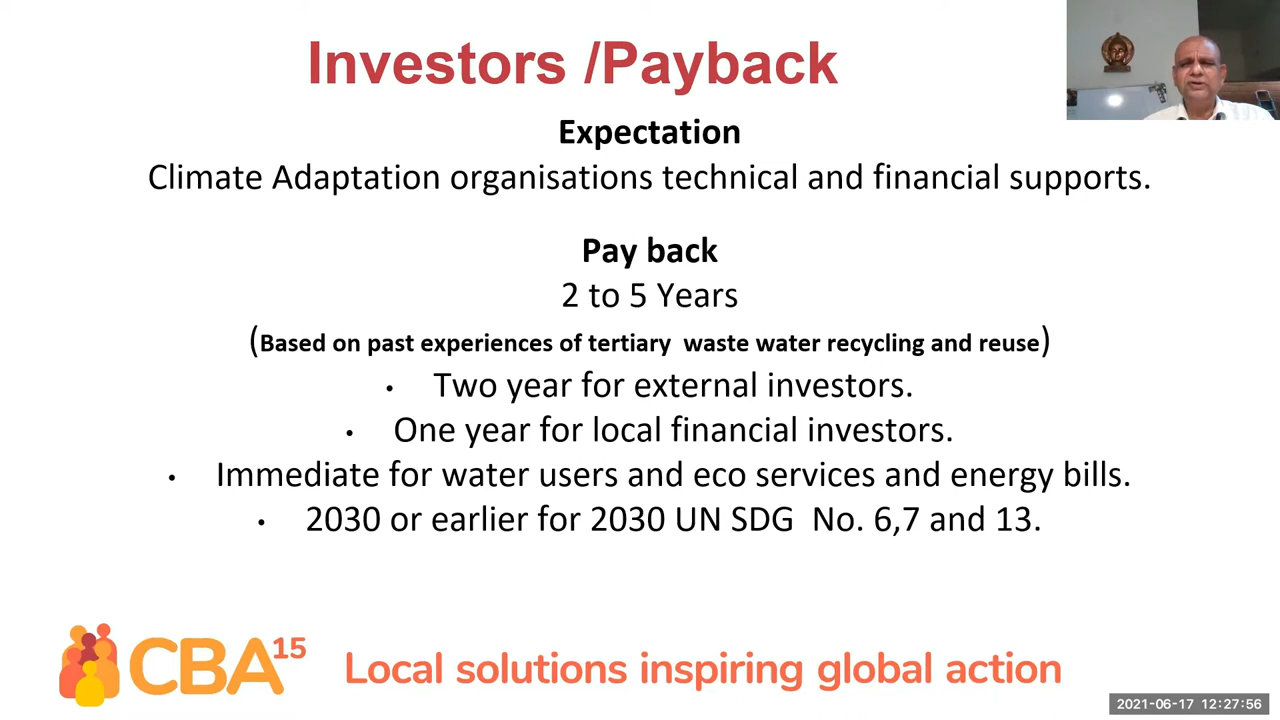 Investors /Payback
Expectation
Climate Adaptation organisations technical and financial supports.
Pay back
2 to 5 Years
(Based on past experiences of tertiary waste water recycling and reuse)
• Two year for external investors.
• One year for local financial investors.
• Immediate for water users and eco services and energy bills.
• 2030 or earlier for 2030 UN SDG No. 6,7 and 13.
CBA15 Local solutions inspiring global action
2021-06-17 12:27:56